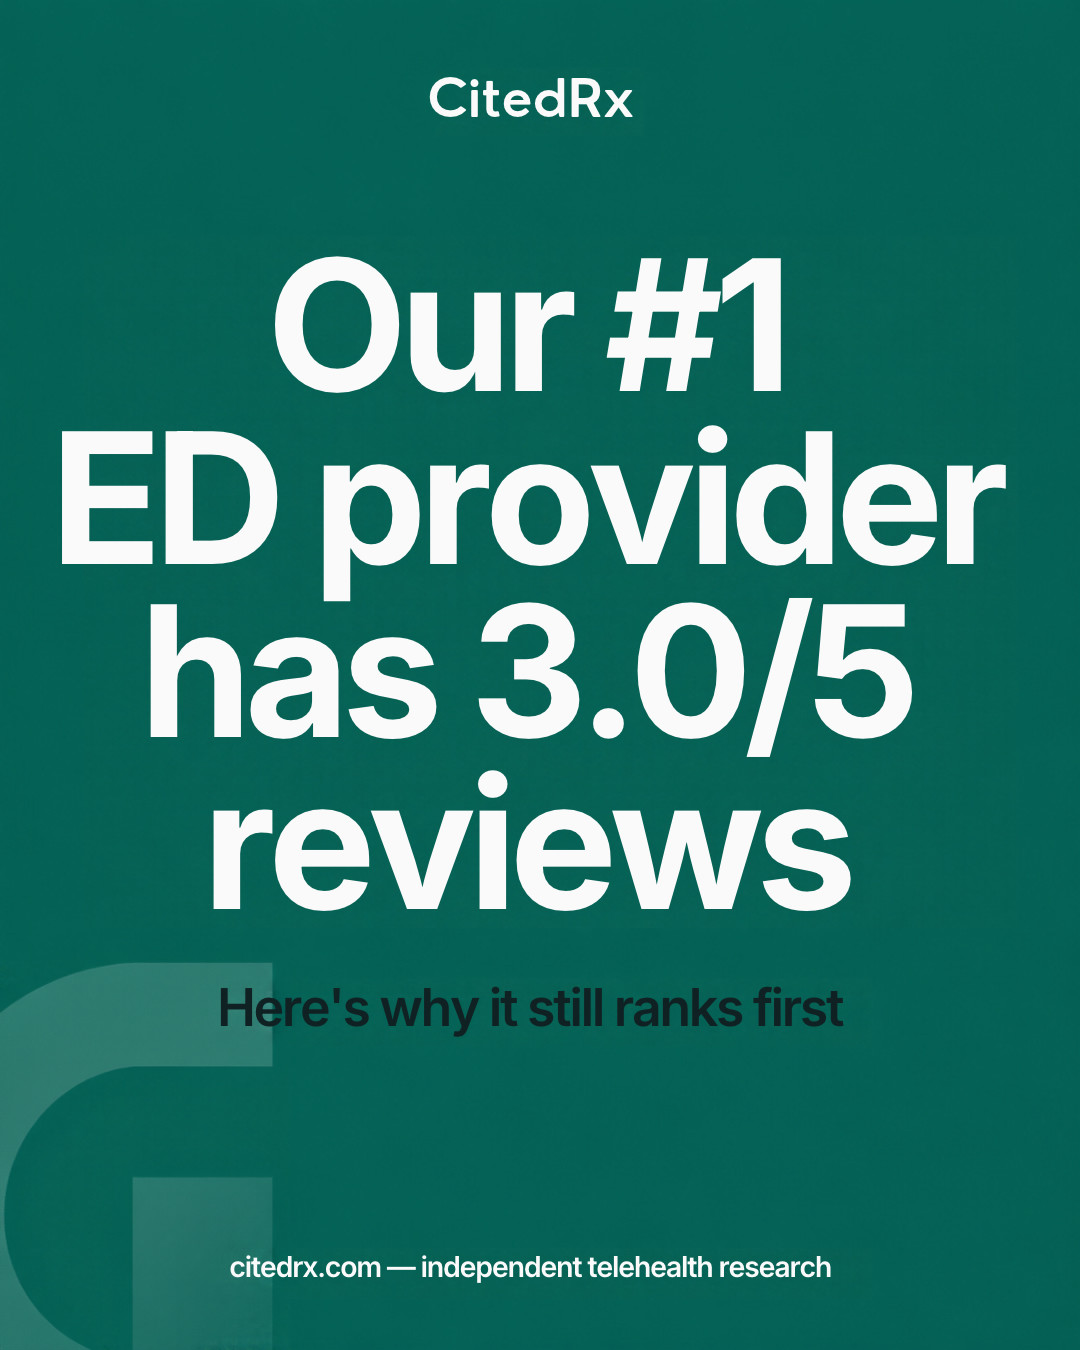 CitedRx
Our #1
ED provider
has 3.0/5
reviews
Here's why it still ranks first
citedrx.com — independent telehealth research